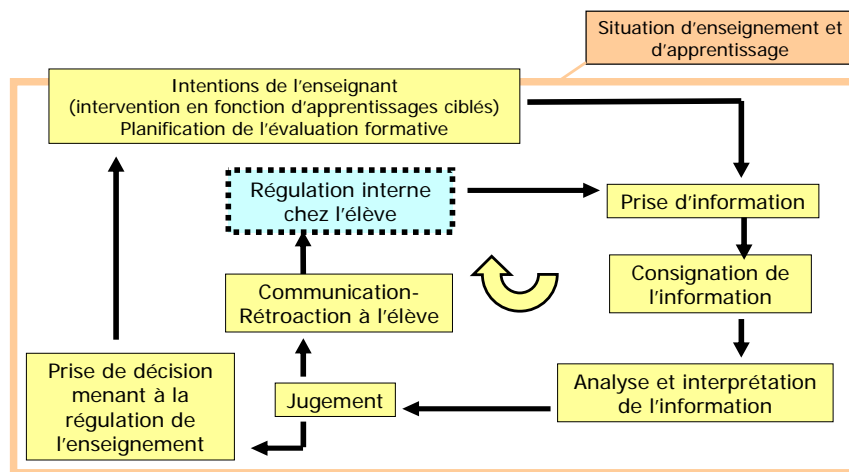 Situation d'enseignement et
d'apprentissage
Intentions de l'enseignant
(intervention en fonction d'apprentissages ciblés)
Planification de l'évaluation formative
Régulation interne
chez l'élève
Prise d'information
Consignation de
l'information
Communication-
Rétroaction à l'élève
Prise de décision
menant à la
régulation de
l'enseignement
Jugement
Analyse et interprétation
de l'information